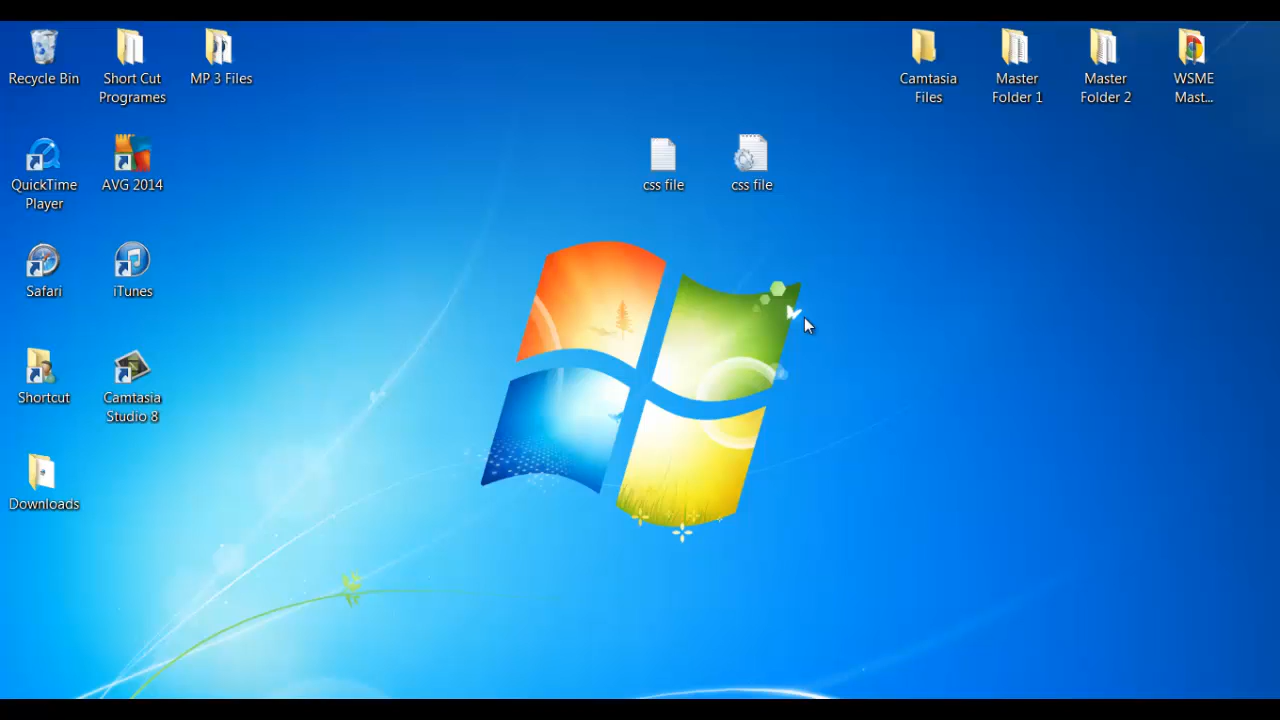 Recycle Bin
Short Cut
Programes
MP 3 Files
Camtasia
Files
Master
Folder 1
Master
Folder 2
WSME
Mast...
QuickTime
Player
AVG 2014
css file
css file
Safari
iTunes
Shortcut
Camtasia
Studio 8
Downloads